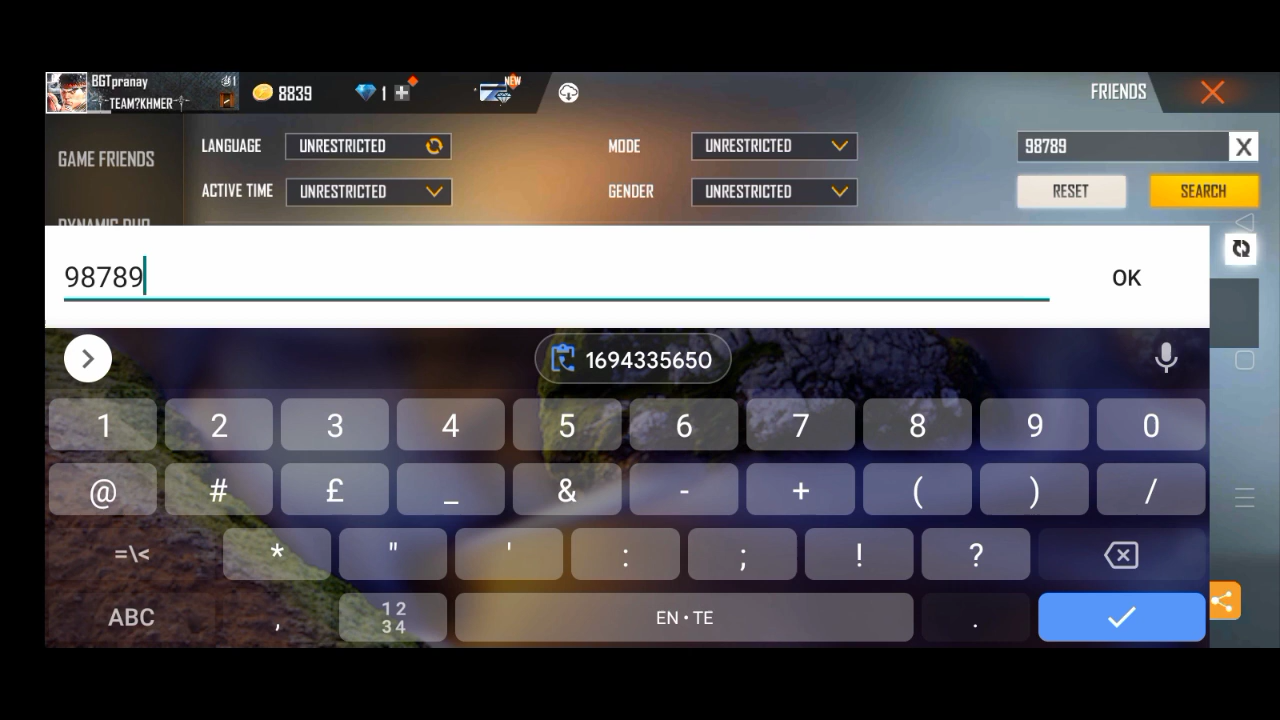 BGTpranay
1
TEAM?KHMER
8839
1
NEW
FRIENDS
GAME FRIENDS
LANGUAGE UNRESTRICTED
MODE UNRESTRICTED
98789 X
ACTIVE TIME UNRESTRICTED
GENDER UNRESTRICTED
RESET SEARCH
DYNAMIC DUO
98789 OK
1694335650
1 2 3 4 5 6 7 8 9 0
@ # £ _ & - + ( ) /
=\< * " ' : ; ! ?
ABC , 12 34 EN • TE .